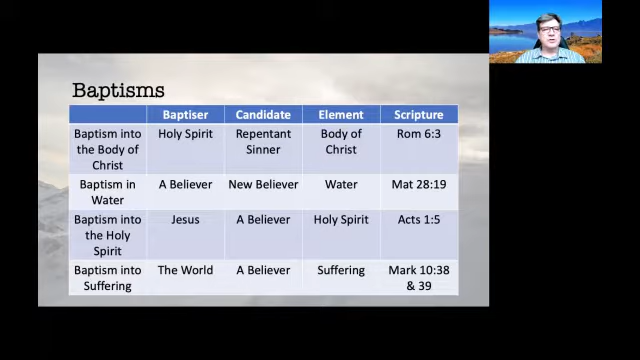 Baptisms
Baptiser Candidate Element Scripture
Baptism into the Body of Christ Holy Spirit Repentant Sinner Body of Christ Rom 6:3
Baptism in Water A Believer New Believer Water Mat 28:19
Baptism into the Holy Spirit Jesus A Believer Holy Spirit Acts 1:5
Baptism into Suffering The World A Believer Suffering Mark 10:38 & 39